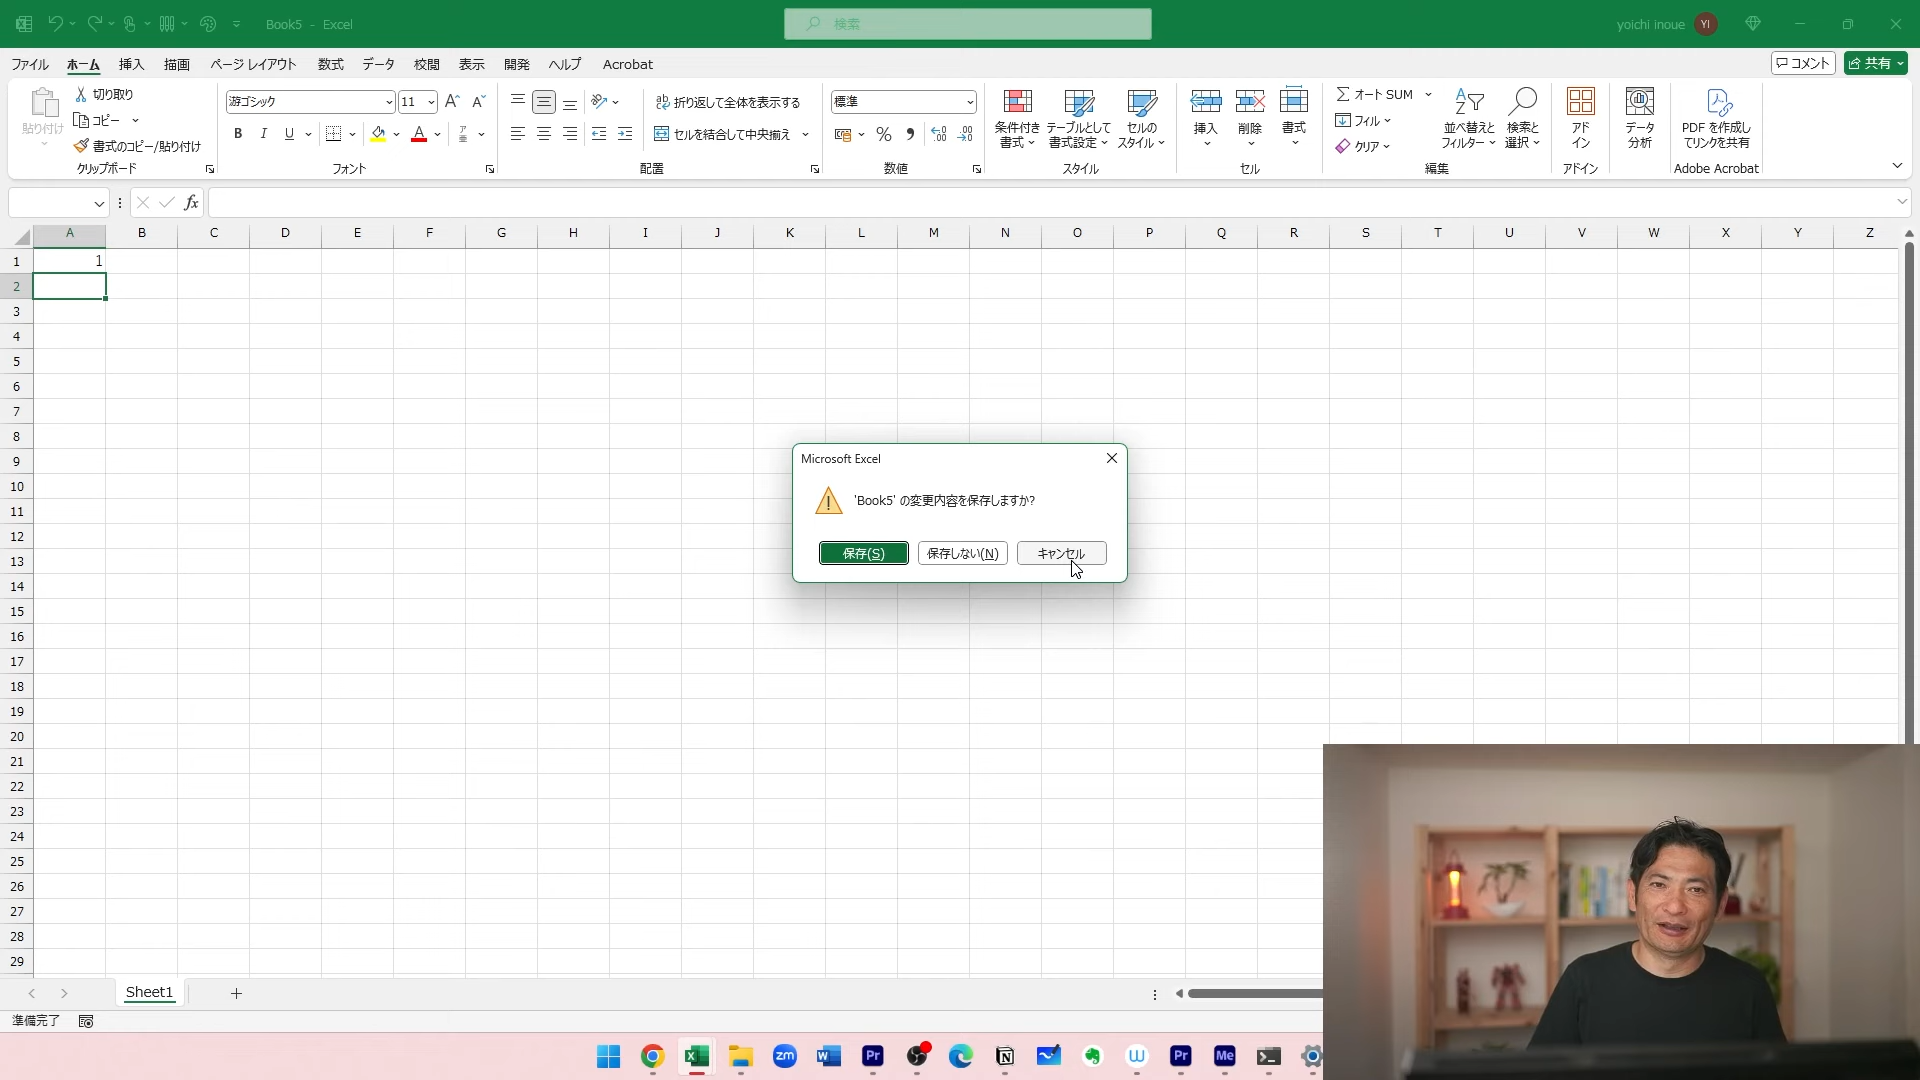 Book5 - Excel
検索
yoichi inoue YI
ファイル ホーム 挿入 描画 ページ レイアウト 数式 データ 校閲 表示 開発 ヘルプ Acrobat コメント 共有
貼り付け
切り取り
コピー
書式のコピー/貼り付け
クリップボード
游ゴシック 11
B I U
フォント
折り返して全体を表示する
セルを結合して中央揃え
配置
標準
%
数値
条件付き書式
テーブルとして書式設定
セルのスタイル
スタイル
挿入
削除
書式
セル
オート SUM
フィル
クリア
並べ替えとフィルター
検索と選択
編集
アドイン
アドイン
データ分析
PDF を作成してリンクを共有
Adobe Acrobat
fx
A B C D E F G H I J K L M N O P Q R S T U V W X Y Z
1 1
2
3
4
5
6
7
8
9
10
11
12
13
14
15
16
17
18
19
20
21
22
23
24
25
26
27
28
29
Microsoft Excel
'Book5' の変更内容を保存しますか?
保存(S) 保存しない(N) キャンセル
Sheet1
準備完了
zm W Pr N W Pr Me